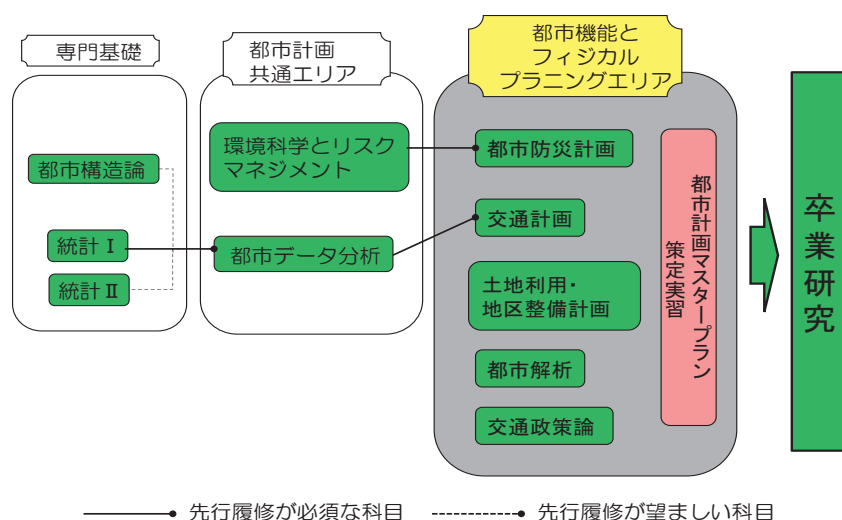 専門基礎
都市構造論
統計Ⅰ
統計Ⅱ
都市計画
共通エリア
環境科学とリスク
マネジメント
都市データ分析
都市機能と
フィジカル
プラニングエリア
都市防災計画
交通計画
土地利用・
地区整備計画
都市解析
交通政策論
都市計画マスタープラン
策定実習
卒業研究
先行履修が必須な科目
先行履修が望ましい科目